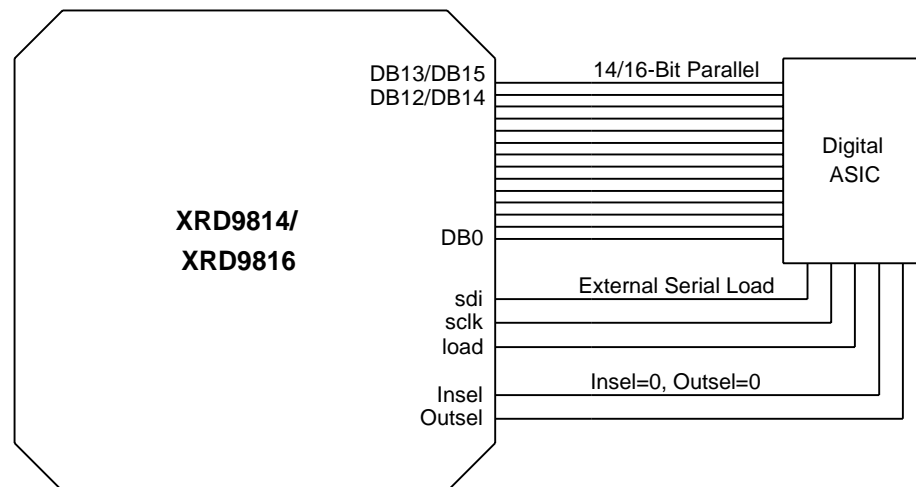 DB13/DB15
14/16-Bit Parallel
DB12/DB14
Digital
ASIC
XRD9814/
XRD9816
DB0
External Serial Load
sdi
sclk
load
Insel=0, Outsel=0
Insel
Outsel